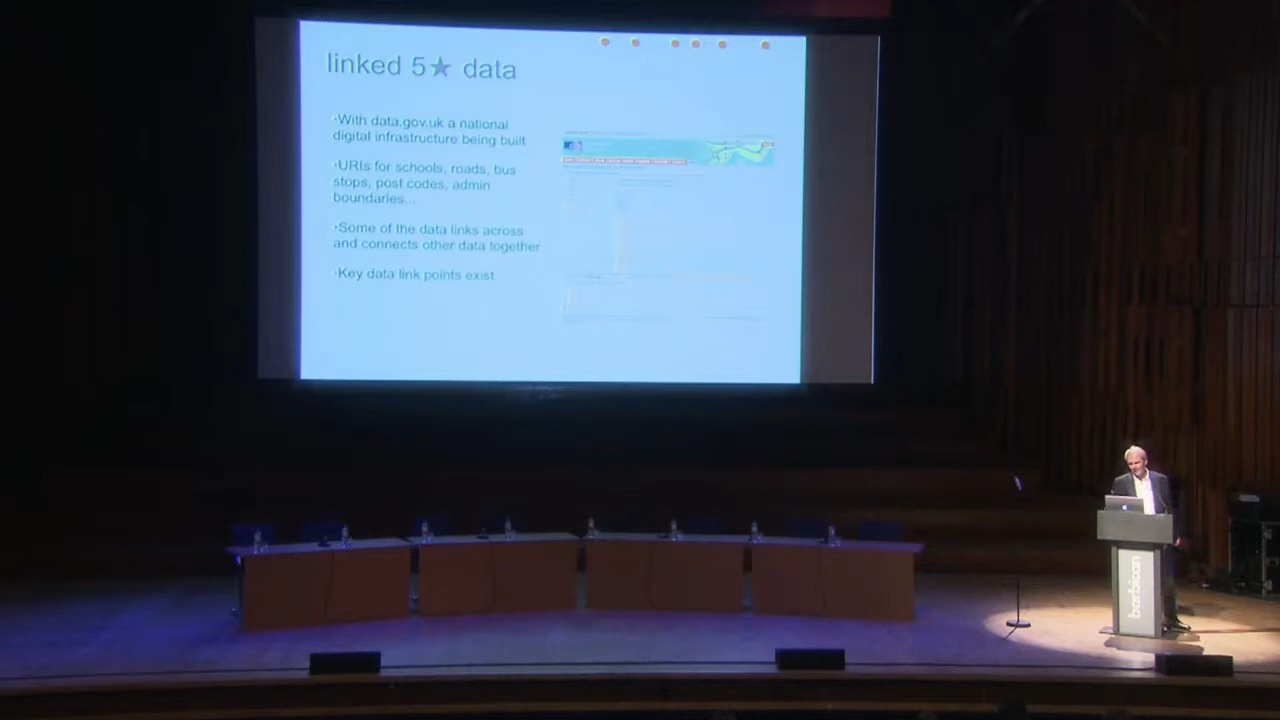 linked 5★ data
·With data.gov.uk a national
digital infrastructure being built
·URIs for schools, roads, bus
stops, post codes, admin
boundaries...
·Some of the data links across
and connects other data together
·Key data link points exist
barbican